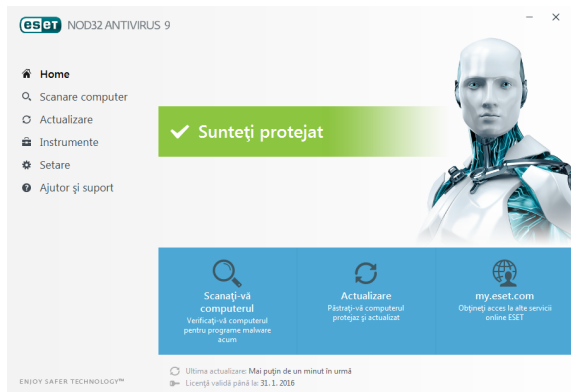 eset NOD32 ANTIVIRUS 9
Home
Scanare computer
Actualizare
Instrumente
Setare
Ajutor şi suport
Sunteţi protejat
Scanaţi-vă
computerul
Verificaţi-vă computerul
pentru programe malware
acum
Actualizare
Păstraţi-vă computerul
protejaz şi actualizat
my.eset.com
Obţineţi acces la alte servicii
online ESET
Ultima actualizare: Mai puţin de un minut în urmă
Licenţă validă până la: 31. 1. 2016
ENJOY SAFER TECHNOLOGY™